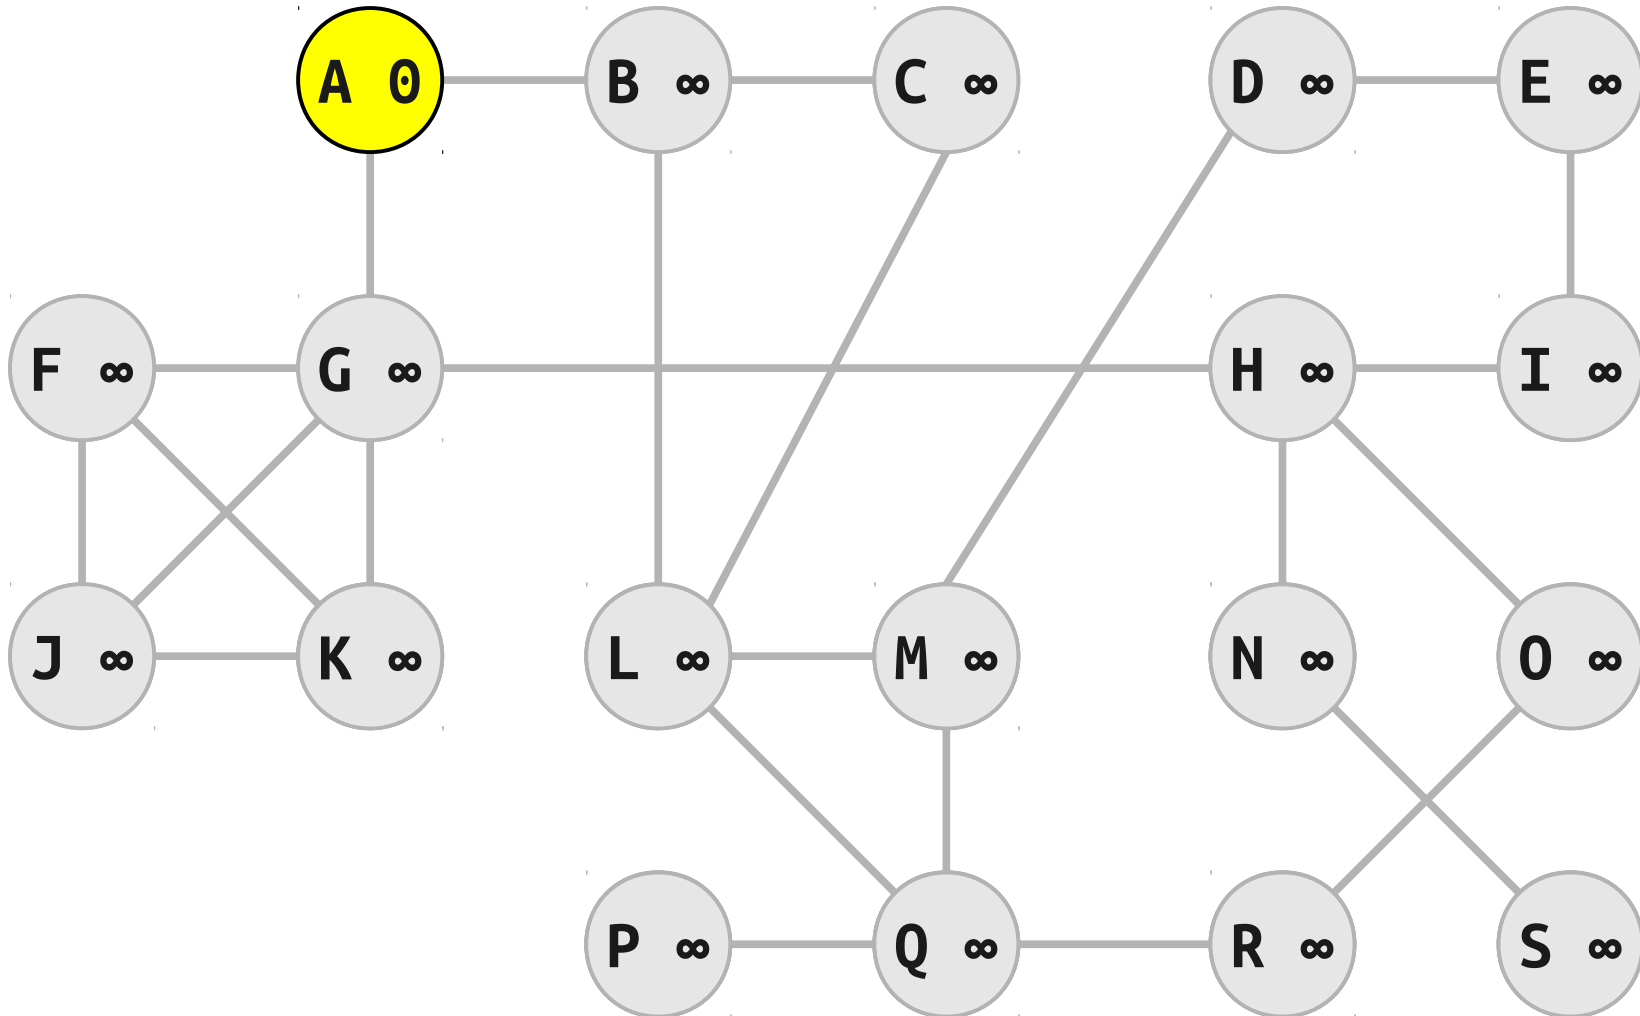 A 0 B ∞ C ∞ D ∞ E ∞
F ∞ G ∞ H ∞ I ∞
J ∞ K ∞ L ∞ M ∞ N ∞ O ∞
P ∞ Q ∞ R ∞ S ∞